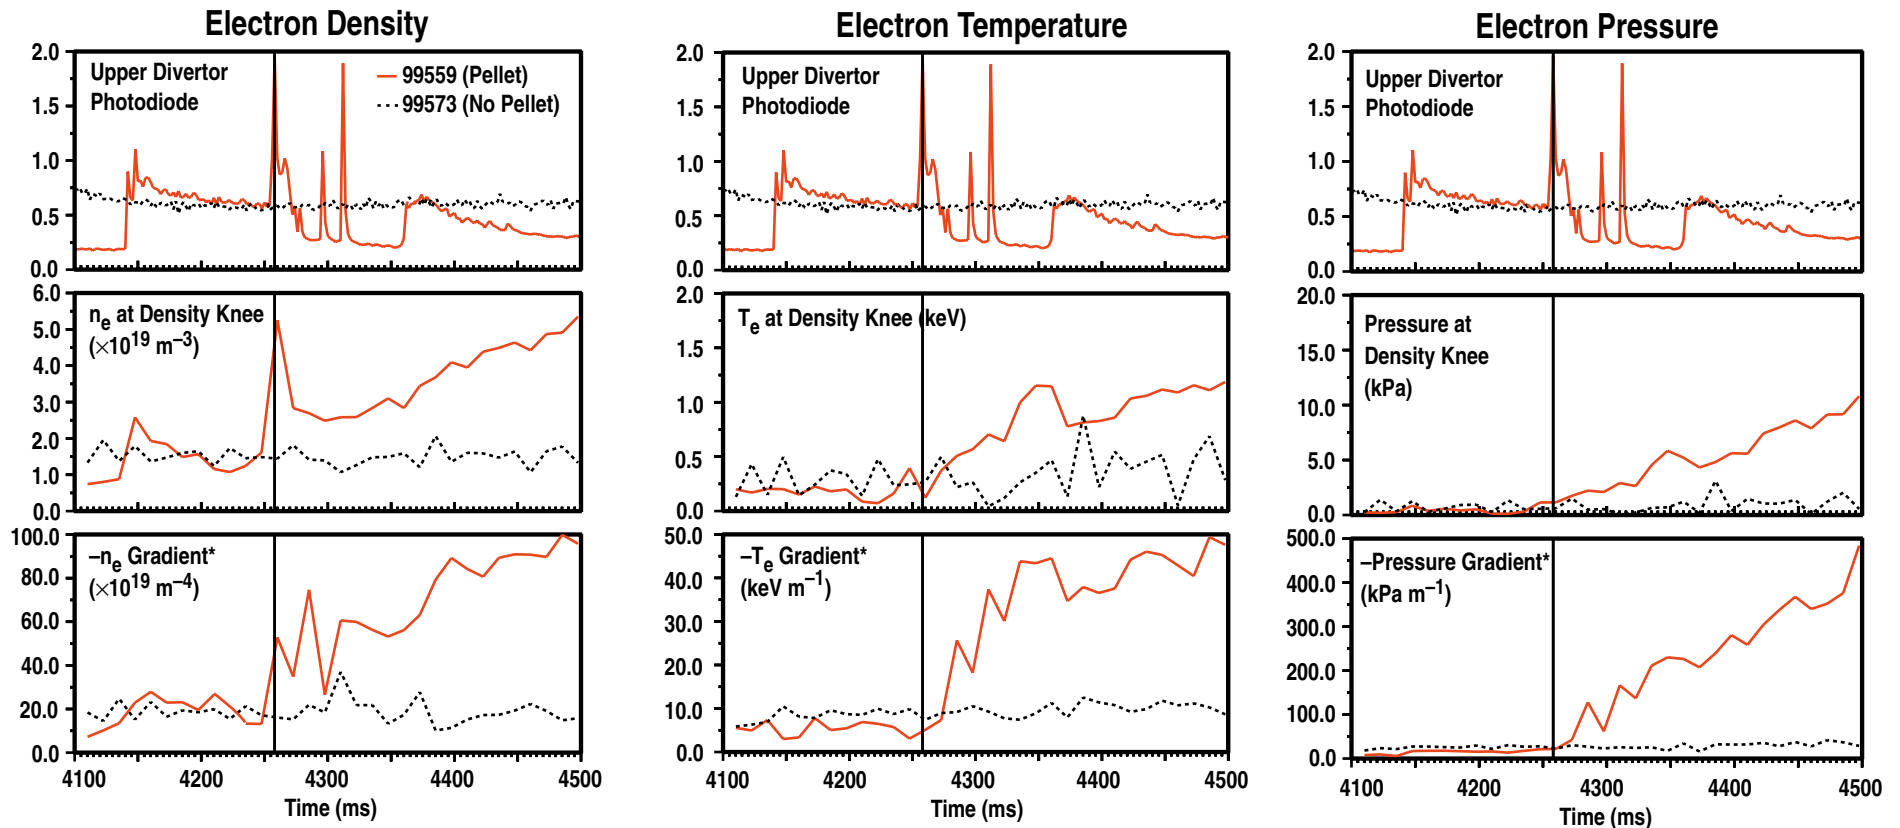 Electron Density
2.0
1.5
1.0
0.5
0.0
Upper Divertor
Photodiode
99559 (Pellet)
99573 (No Pellet)
6.0
5.0
4.0
3.0
2.0
1.0
0.0
n_e at Density Knee
(×10^19 m^–3)
100.0
80.0
60.0
40.0
20.0
0.0
–n_e Gradient*
(×10^19 m^–4)
4100 4200 4300 4400 4500
Time (ms)
Electron Temperature
2.0
1.5
1.0
0.5
0.0
Upper Divertor
Photodiode
2.0
1.5
1.0
0.5
0.0
T_e at Density Knee (keV)
50.0
40.0
30.0
20.0
10.0
0.0
–T_e Gradient*
(keV m^–1)
4100 4200 4300 4400 4500
Time (ms)
Electron Pressure
2.0
1.5
1.0
0.5
0.0
Upper Divertor
Photodiode
20.0
15.0
10.0
5.0
0.0
Pressure at
Density Knee
(kPa)
500.0
400.0
300.0
200.0
100.0
0.0
–Pressure Gradient*
(kPa m^–1)
4100 4200 4300 4400 4500
Time (ms)